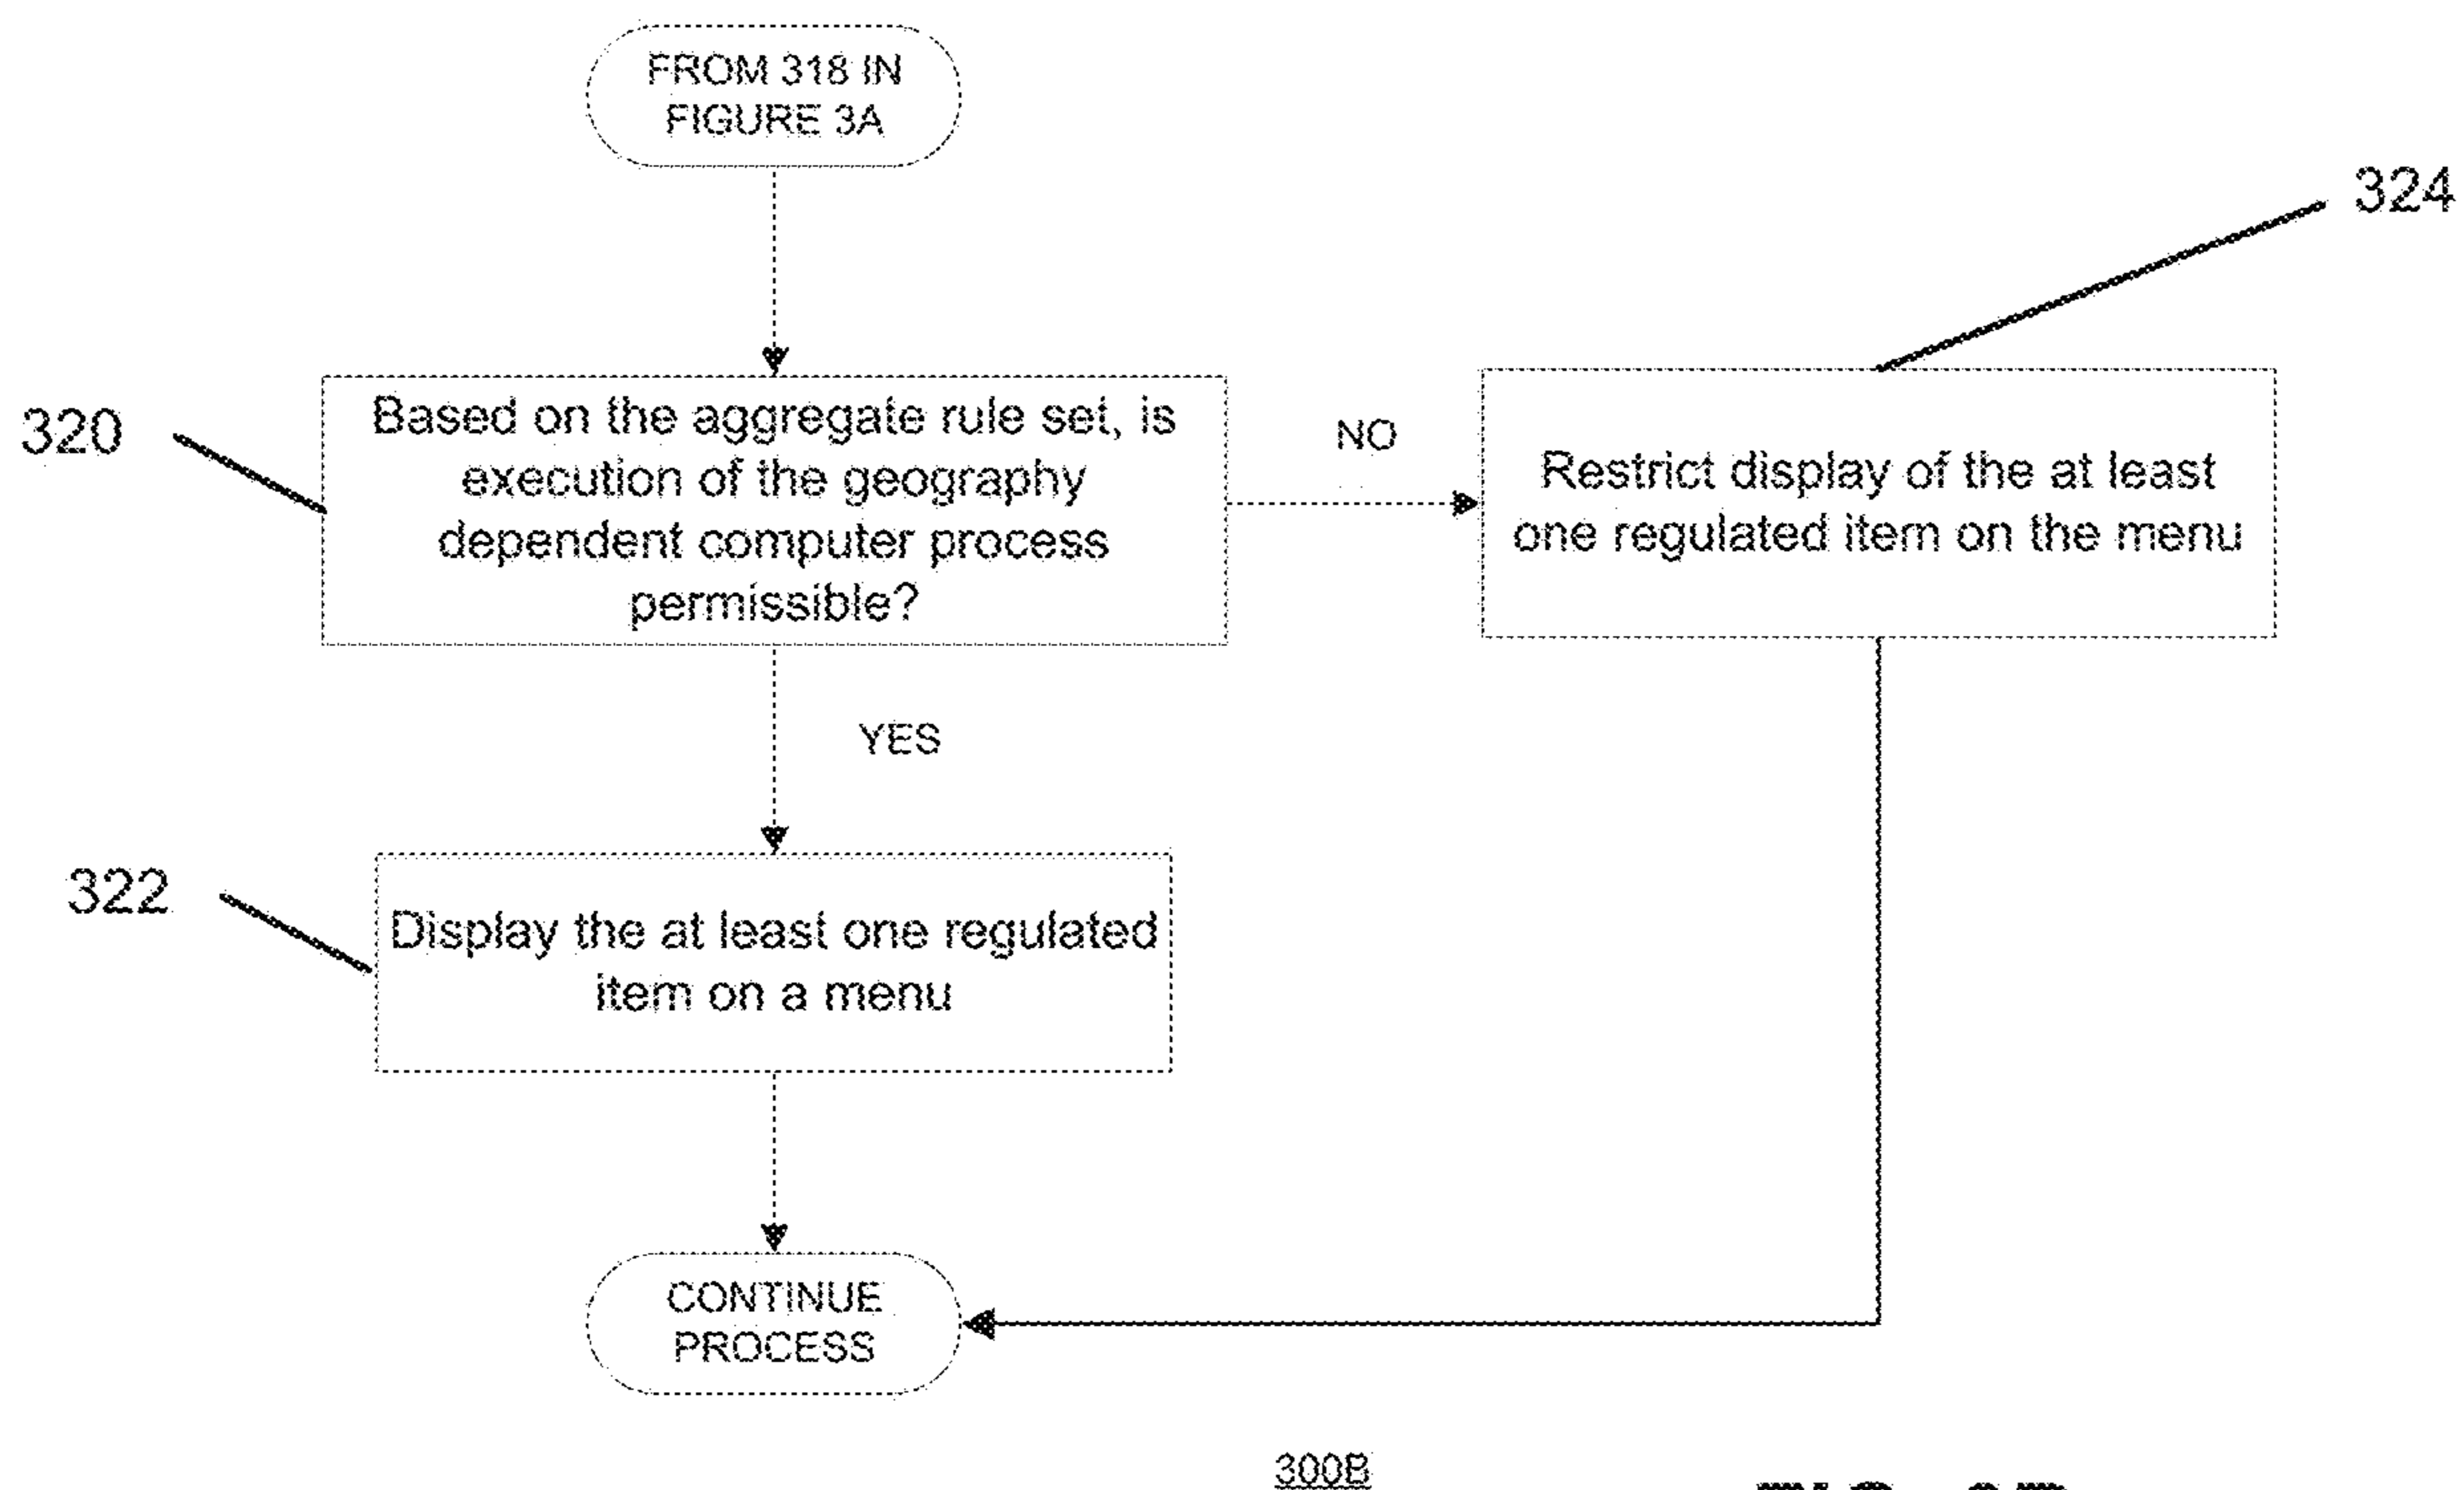 FROM 318 IN
FIGURE 3A
324
320
Based on the aggregate rule set, is
execution of the geography
dependent computer process
permissible?
NO
Restrict display of the at least
one regulated item on the menu
YES
322
Display the at least one regulated
item on a menu
CONTINUE
PROCESS
300B